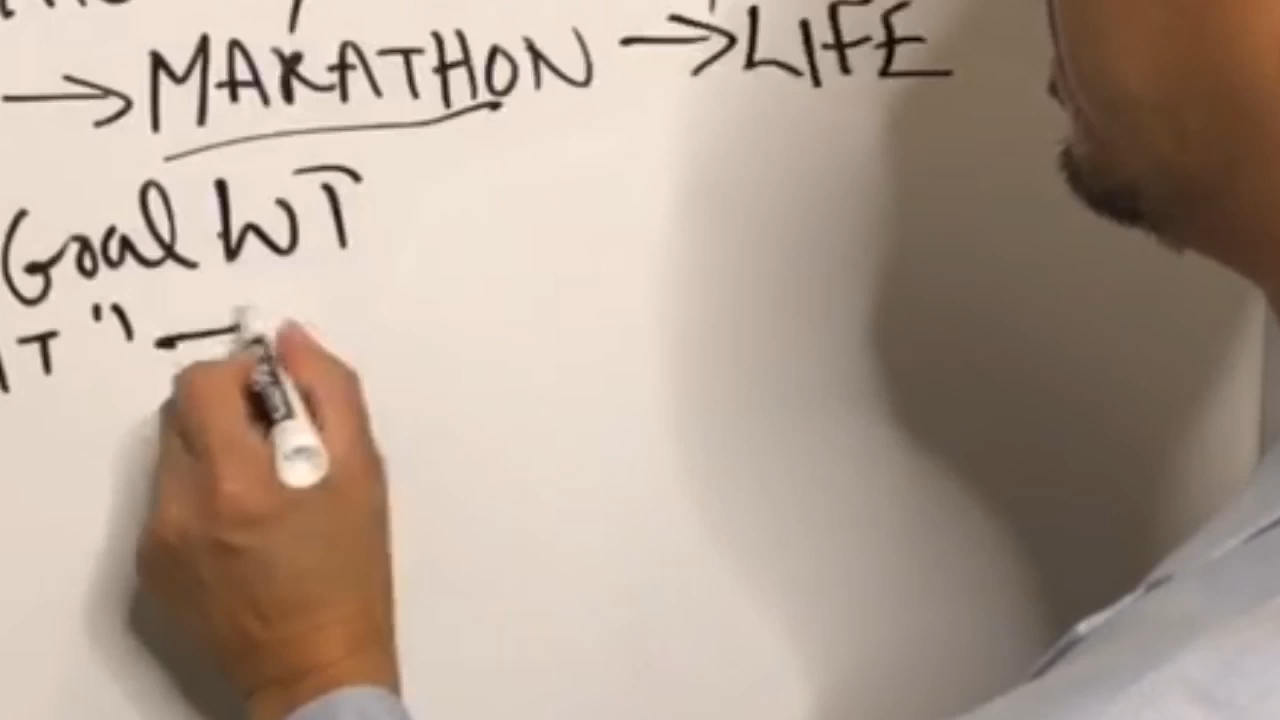 → MARATHON → LIFE
Goal WT
T" —